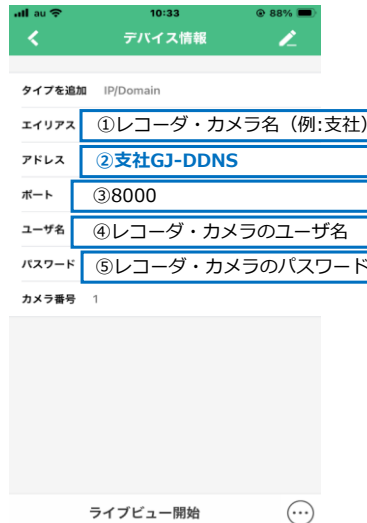 au 10:33 88%
デバイス情報
タイプを追加 IP/Domain
エイリアス ①レコーダ・カメラ名（例:支社）
アドレス ②支社GJ-DDNS
ポート ③8000
ユーザ名 ④レコーダ・カメラのユーザ名
パスワード ⑤レコーダ・カメラのパスワード
カメラ番号 1
ライブビュー開始